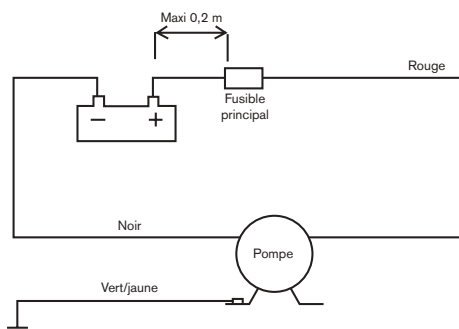 Maxi 0,2 m
Rouge
Fusible
principal
− +
Noir
Pompe
Vert/jaune